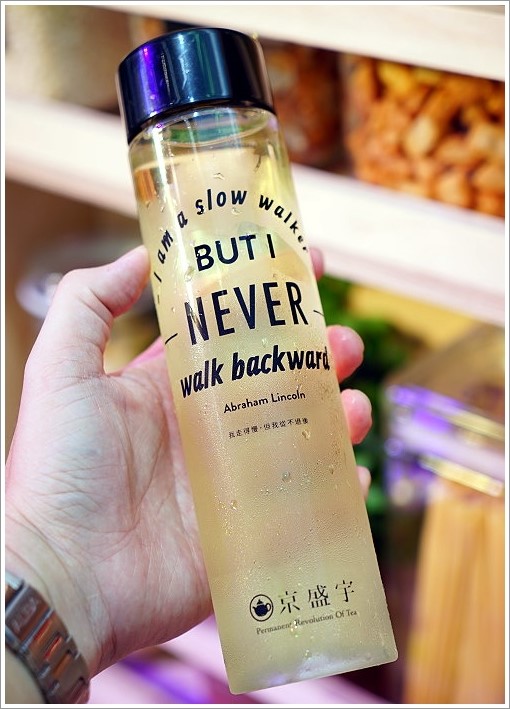 I am a slow walker
BUT I
NEVER
walk backward
Abraham Lincoln
我走得慢,但我從不退後
京盛宇
Permanent Revolution Of Tea